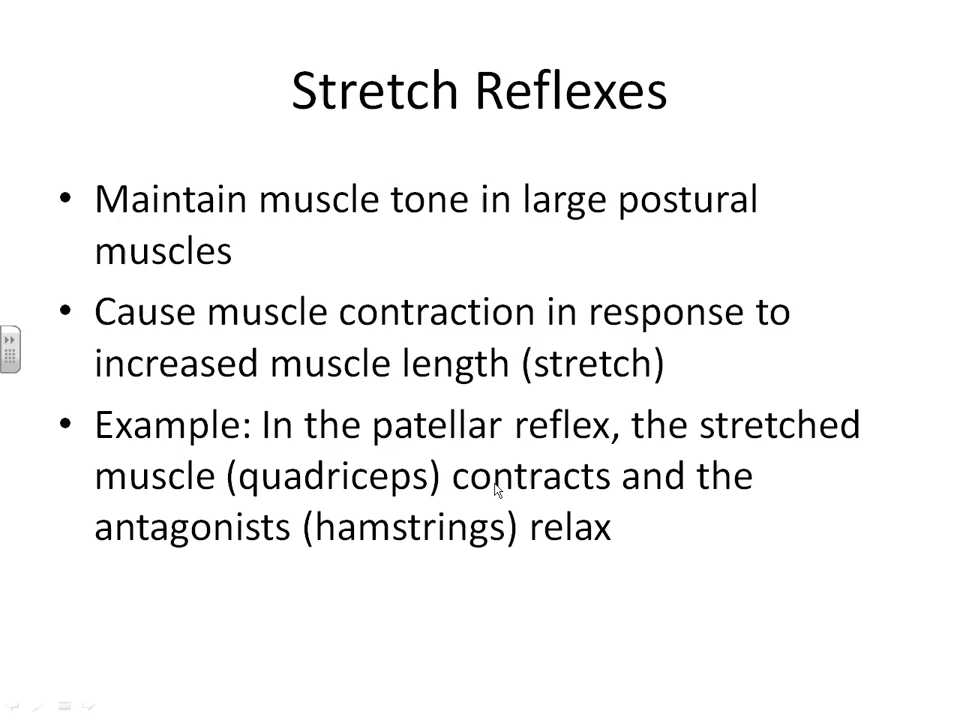 Stretch Reflexes
• Maintain muscle tone in large postural
muscles
• Cause muscle contraction in response to
increased muscle length (stretch)
• Example: In the patellar reflex, the stretched
muscle (quadriceps) contracts and the
antagonists (hamstrings) relax